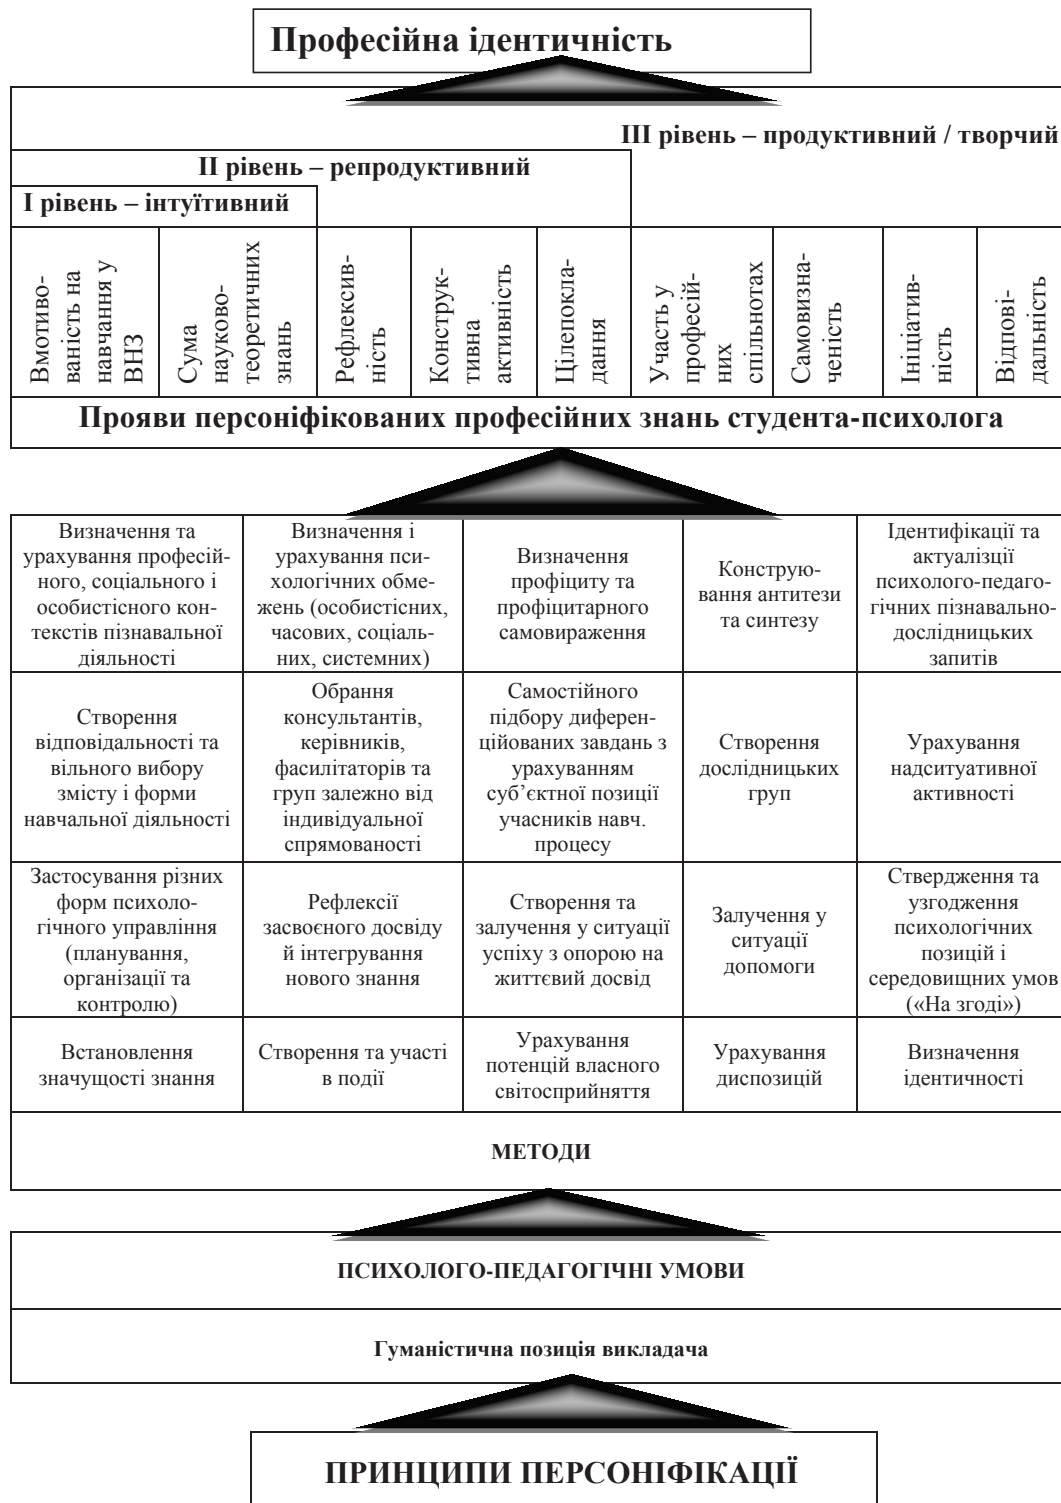 Професійна ідентичність
ІІІ рівень – продуктивний / творчий
ІІ рівень – репродуктивний
І рівень – інтуїтивний
Вмотиво-
ваність на
навчання у
ВНЗ
Сума
науково-
теоретичних
знань
Рефлексив-
ність
Конструк-
тивна
активність
Цілепокла-
дання
Участь у
професій-
них
спільнотах
Самовизна-
ченість
Ініціатив-
ність
Відпові-
дальність
Прояви персоніфікованих професійних знань студента-психолога
Визначення та
урахування професій-
ного, соціального і
особистісного кон-
текстів пізнавальної
діяльності
Визначення і
урахування пси-
хологічних обме-
жень (особистісних,
часових, соціаль-
них, системних)
Визначення
профіциту та
профіцитарного
самовираження
Конструю-
вання антитези
та синтезу
Ідентифікації та
актуалізції
психолого-педаго-
гічних пізнавально-
дослідницьких
запитів
Створення
відповідальності та
вільного вибору
змісту і форми
навчальної діяльності
Обрання
консультантів,
керівників,
фасилітаторів та
груп залежно від
індивідуальної
спрямованості
Самостійного
підбору диферен-
ційованих завдань з
урахуванням
суб’єктної позиції
учасників навч.
процесу
Створення
дослідницьких
груп
Урахування
надситуативної
активності
Застосування різних
форм психоло-
гічного управління
(планування,
організації та
контролю)
Рефлексії
засвоєного досвіду
й інтегрування
нового знання
Створення та
залучення у ситуації
успіху з опорою на
життєвий досвід
Залучення у
ситуації
допомоги
Ствердження та
узгодження
психологічних
позицій і
середовищних умов
(«На згоді»)
Встановлення
значущості знання
Створення та участі
в події
Урахування
потенцій власного
світосприйняття
Урахування
диспозицій
Визначення
ідентичності
МЕТОДИ
ПСИХОЛОГО-ПЕДАГОГІЧНІ УМОВИ
Гуманістична позиція викладача
ПРИНЦИПИ ПЕРСОНІФІКАЦІЇ